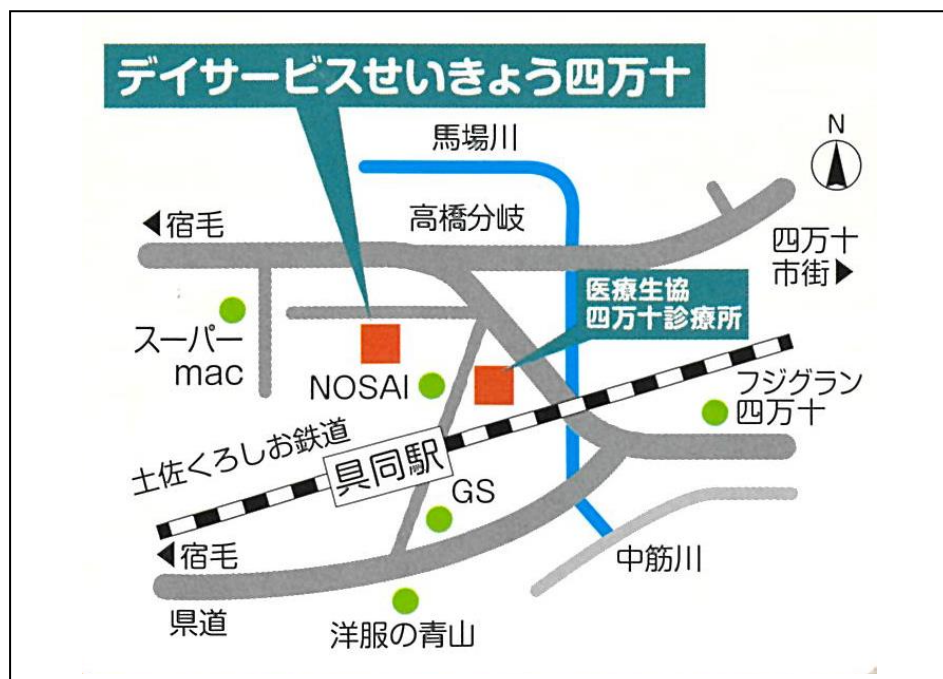 デイサービスせいきょう四万十
馬場川
N
◀宿毛
高橋分岐
四万十
市街▶
医療生協
四万十診療所
スーパー
mac
NOSAI
フジグラン
四万十
土佐くろしお鉄道
具同駅
GS
◀宿毛
中筋川
県道
洋服の青山